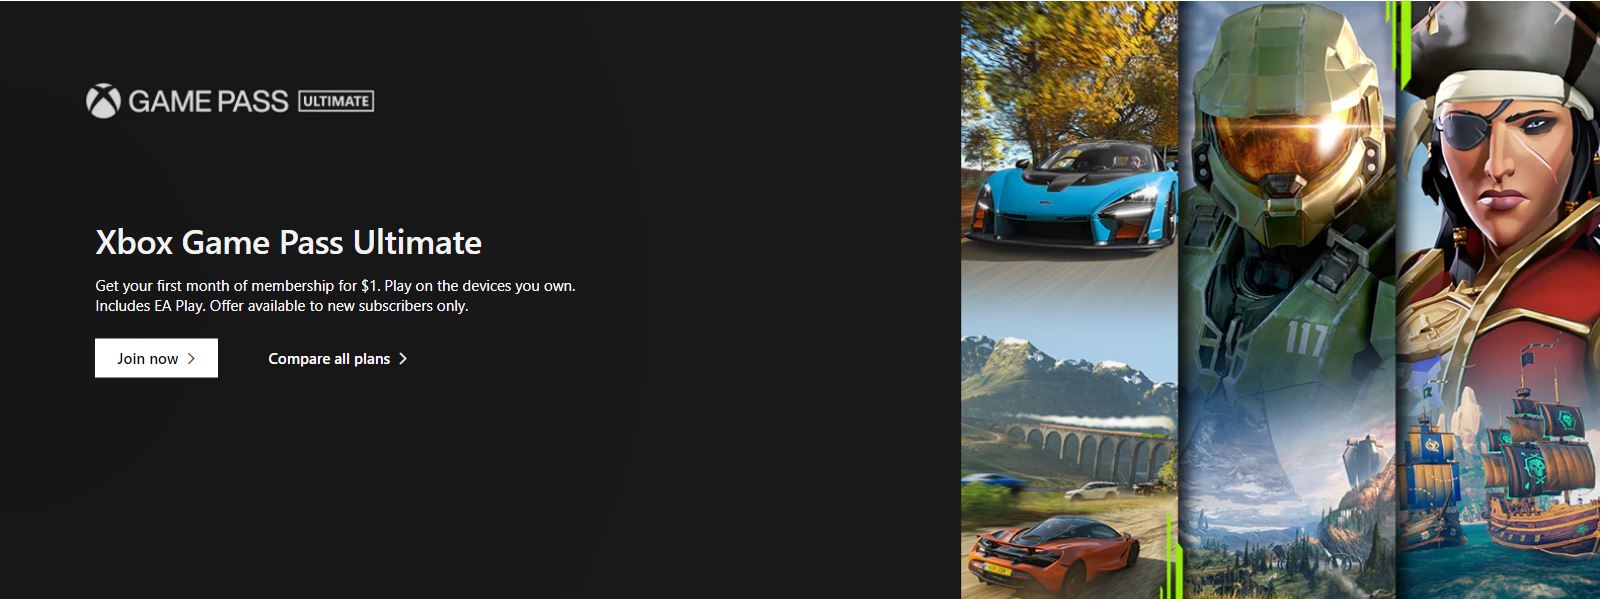 GAME PASS ULTIMATE
Xbox Game Pass Ultimate
Get your first month of membership for $1. Play on the devices you own.
Includes EA Play. Offer available to new subscribers only.
Join now
Compare all plans
117